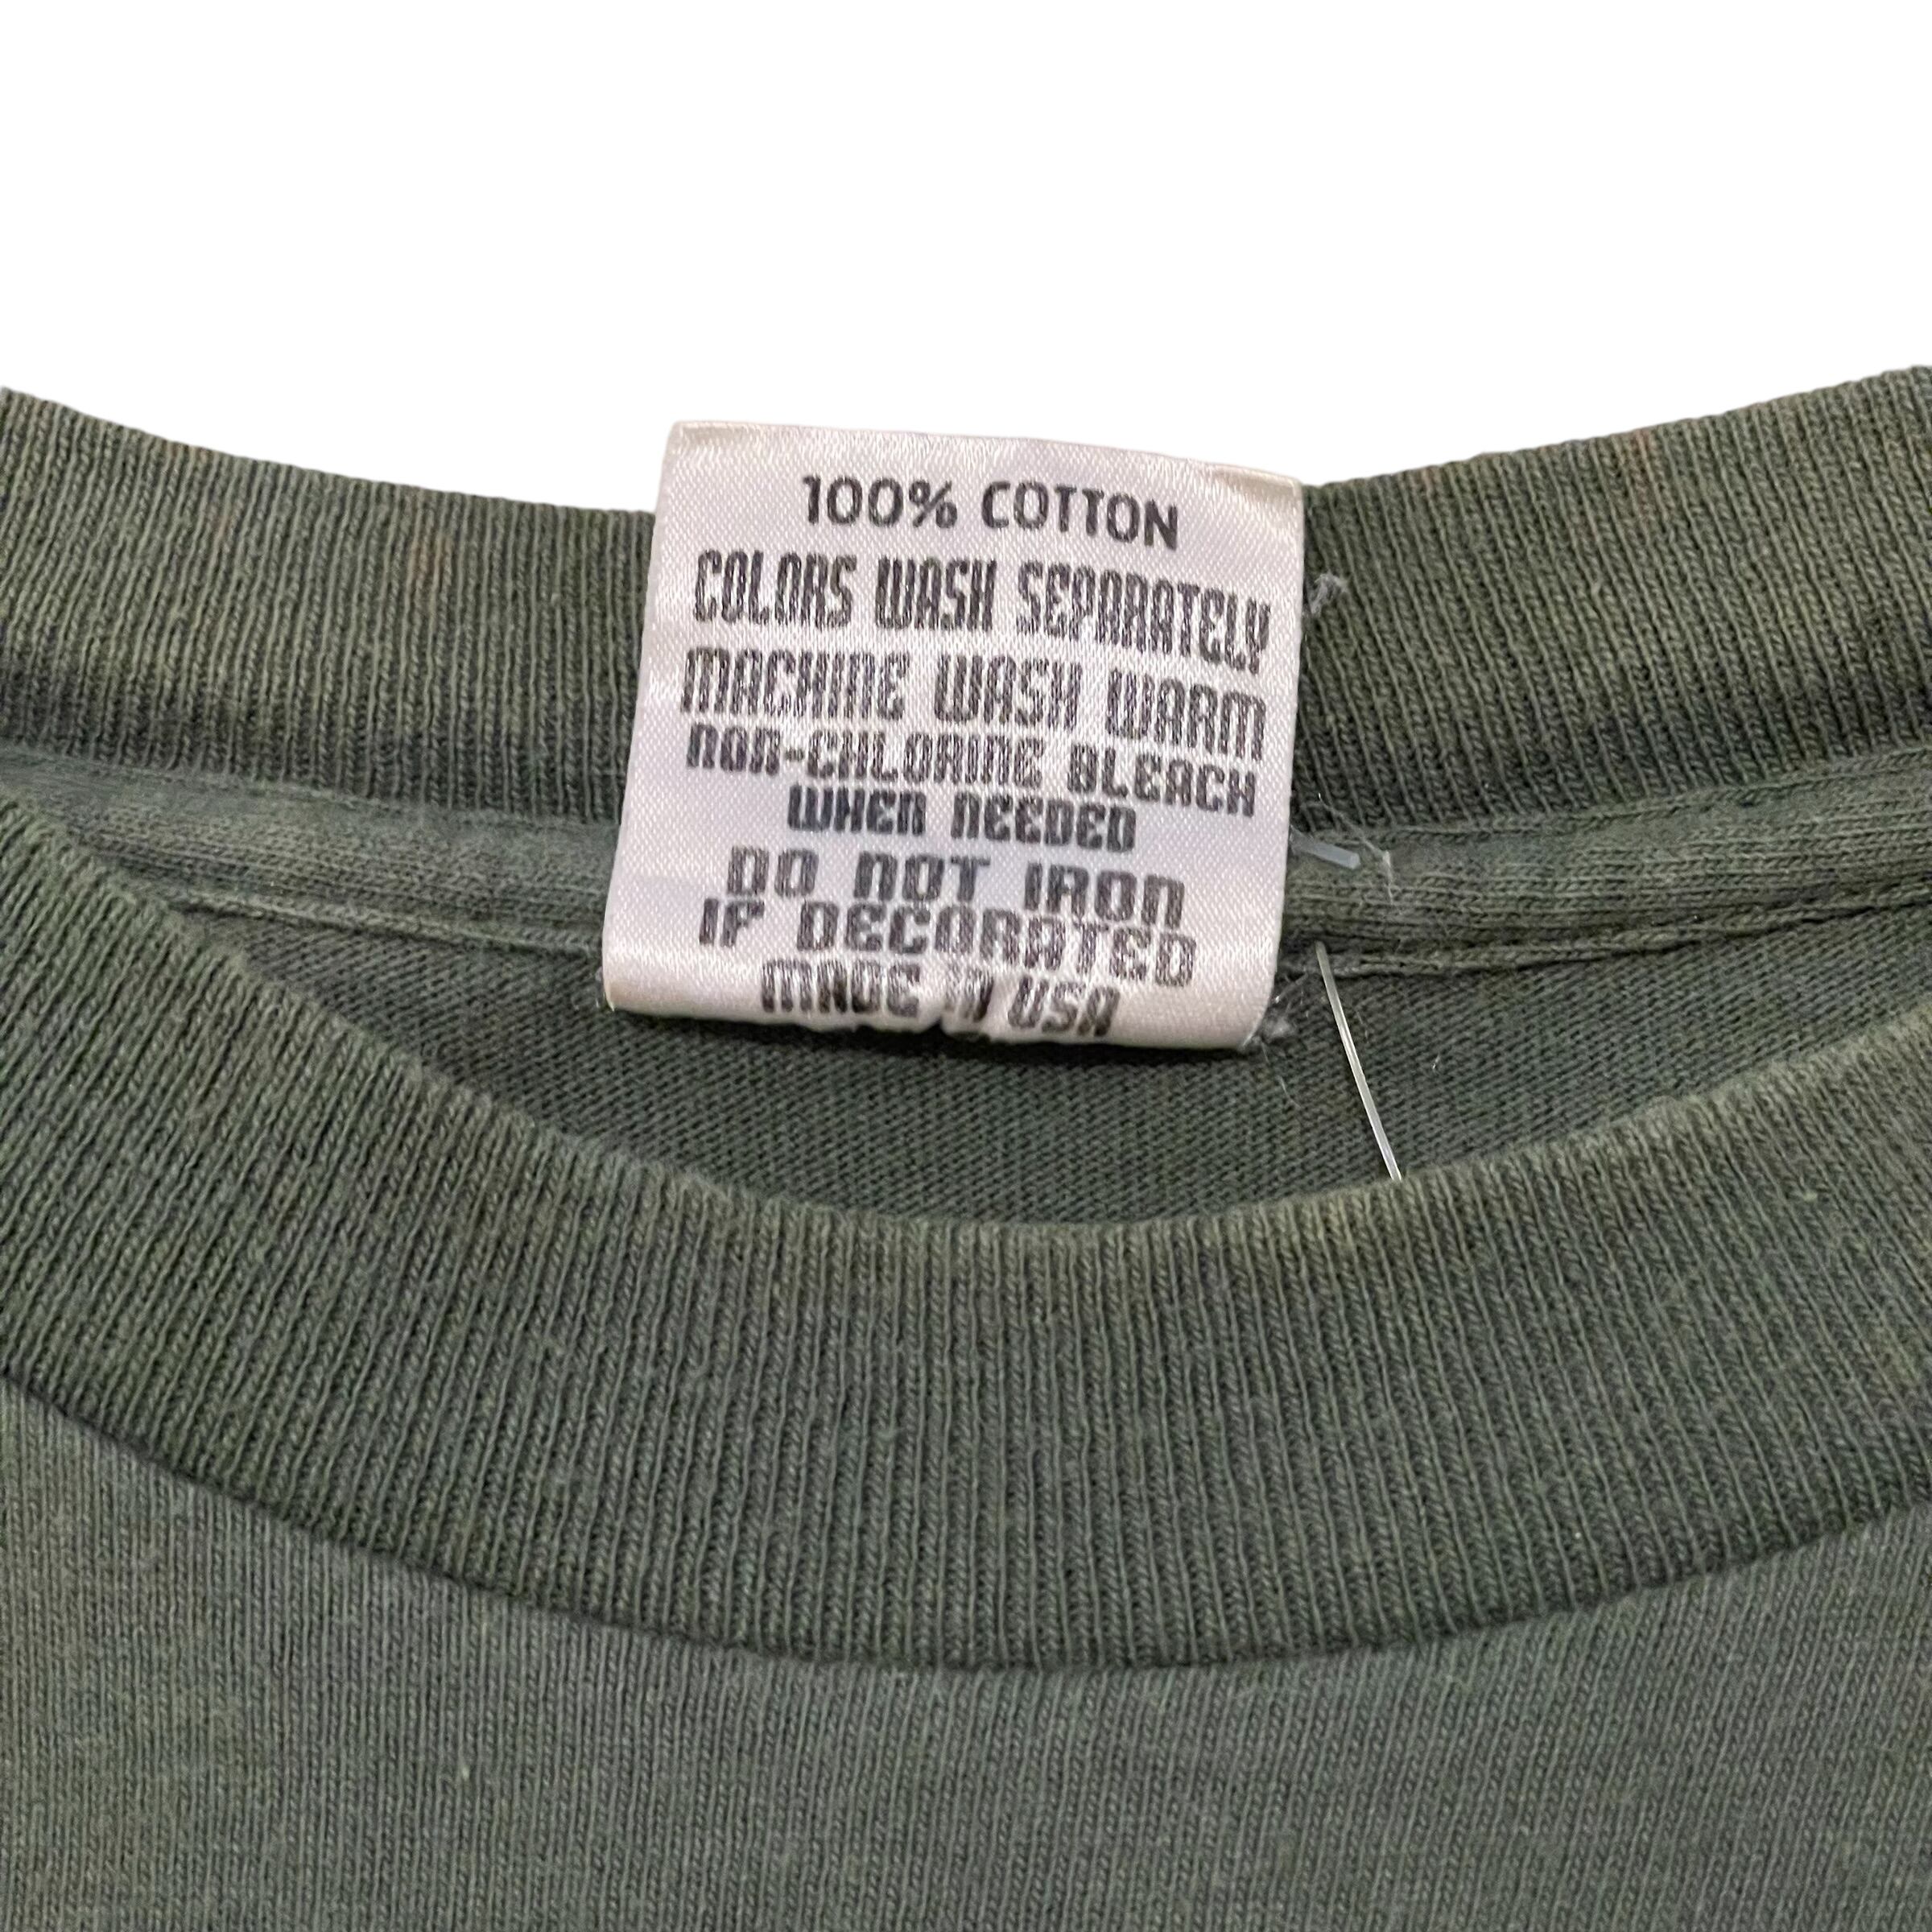 100% COTTON
COLORS WASH SEPARATELY
MACHINE WASH WARM
NON-CHLORINE BLEACH
WHEN NEEDED
DO NOT IRON
IF DECORATED
MADE IN USA